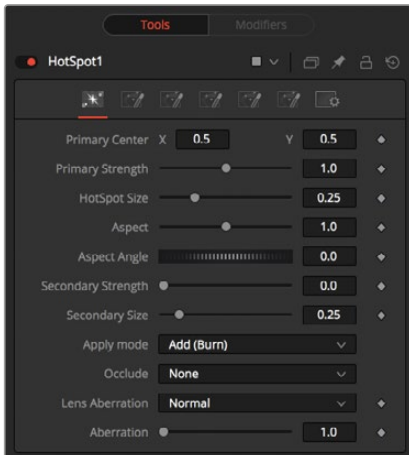 Tools Modifiers
HotSpot1
Primary Center X 0.5 Y 0.5
Primary Strength 1.0
HotSpot Size 0.25
Aspect 1.0
Aspect Angle 0.0
Secondary Strength 0.0
Secondary Size 0.25
Apply mode Add (Burn)
Occlude None
Lens Aberration Normal
Aberration 1.0